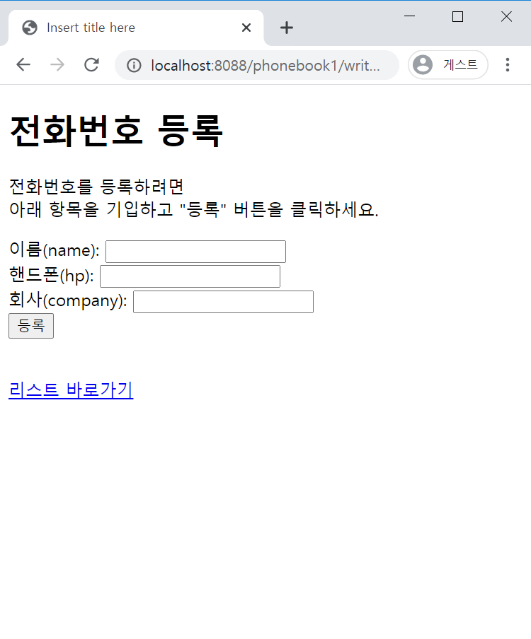 Insert title here
localhost:8088/phonebook1/writ...
게스트
전화번호 등록
전화번호를 등록하려면
아래 항목을 기입하고 "등록" 버튼을 클릭하세요.
이름(name):
핸드폰(hp):
회사(company):
등록
리스트 바로가기